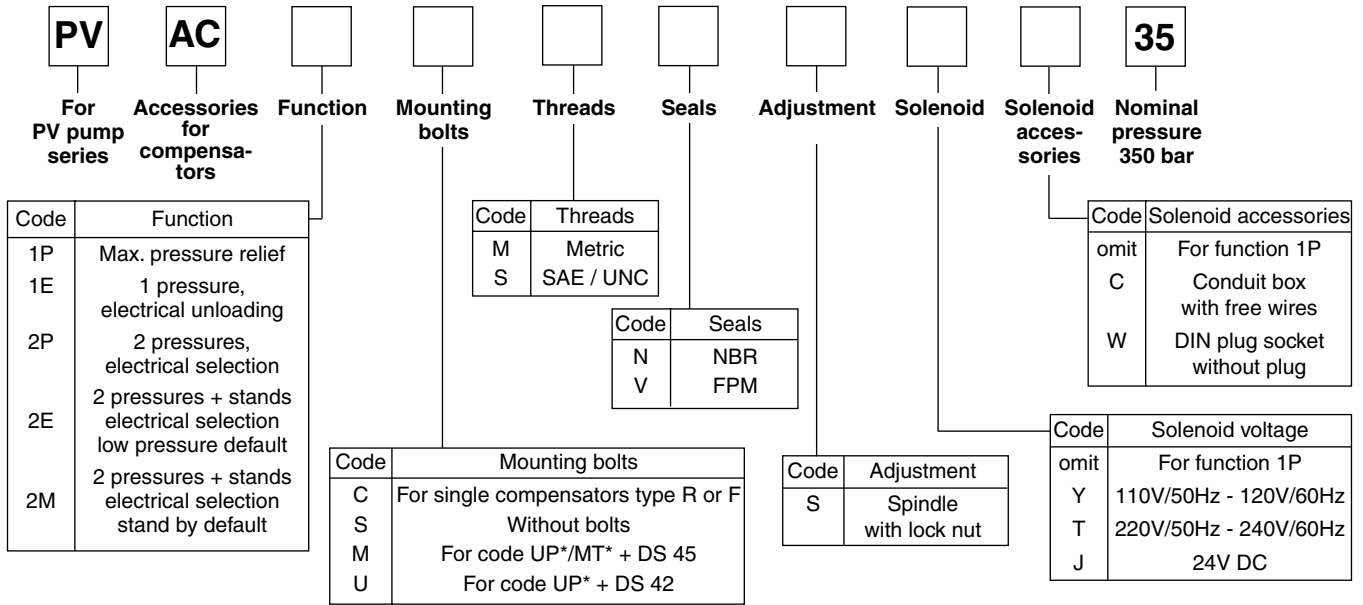 PV AC 35
For PV pump series
Accessories for compensa-tors
Function
Mounting bolts
Threads
Seals
Adjustment
Solenoid
Solenoid acces-sories
Nominal pressure 350 bar
Code Function
1P Max. pressure relief
1E 1 pressure,
electrical unloading
2P 2 pressures,
electrical selection
2E 2 pressures + stands
electrical selection
low pressure default
2M 2 pressures + stands
electrical selection
stand by default
Code Mounting bolts
C For single compensators type R or F
S Without bolts
M For code UP*/MT* + DS 45
U For code UP* + DS 42
Code Threads
M Metric
S SAE / UNC
Code Seals
N NBR
V FPM
Code Adjustment
S Spindle
with lock nut
Code Solenoid accessories
omit For function 1P
C Conduit box
with free wires
W DIN plug socket
without plug
Code Solenoid voltage
omit For function 1P
Y 110V/50Hz - 120V/60Hz
T 220V/50Hz - 240V/60Hz
J 24V DC